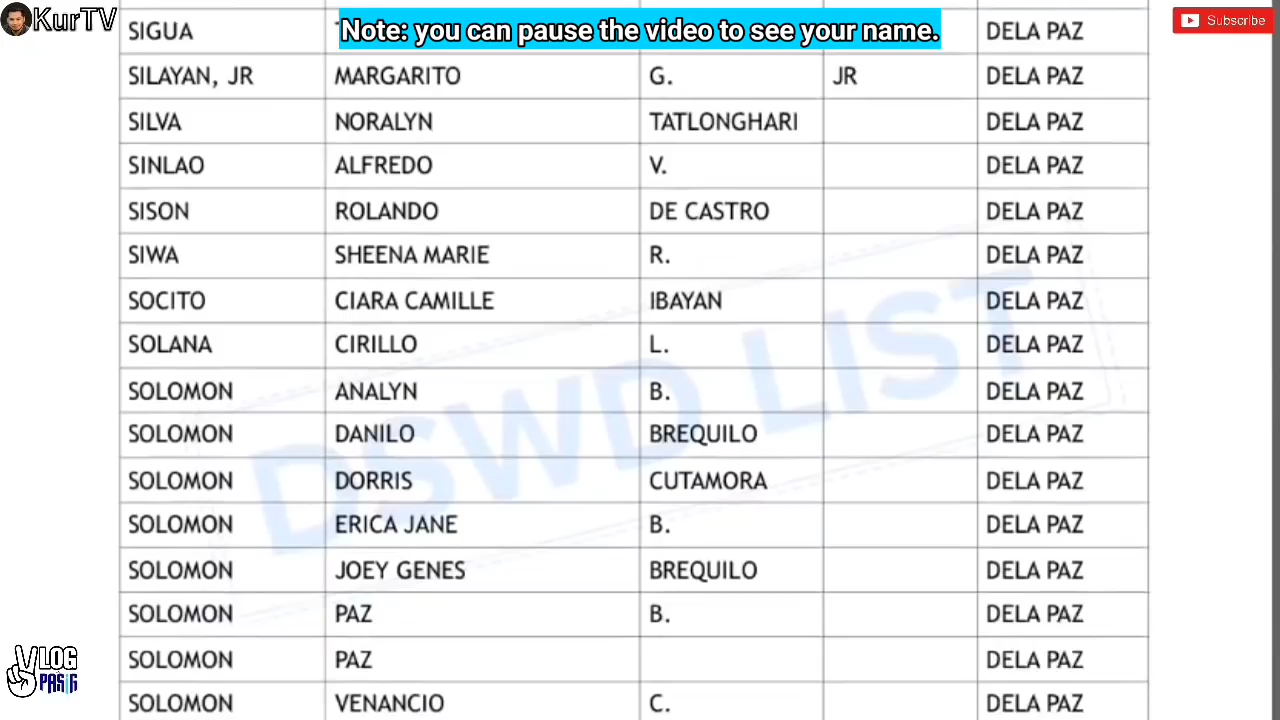 KurTV
Note: you can pause the video to see your name.
Subscribe
SIGUA DELA PAZ
SILAYAN, JR MARGARITO G. JR DELA PAZ
SILVA NORALYN TATLONGHARI DELA PAZ
SINLAO ALFREDO V. DELA PAZ
SISON ROLANDO DE CASTRO DELA PAZ
SIWA SHEENA MARIE R. DELA PAZ
SOCITO CIARA CAMILLE IBAYAN DELA PAZ
SOLANA CIRILLO L. DELA PAZ
SOLOMON ANALYN B. DELA PAZ
SOLOMON DANILO BREQUILO DELA PAZ
SOLOMON DORRIS CUTAMORA DELA PAZ
SOLOMON ERICA JANE B. DELA PAZ
SOLOMON JOEY GENES BREQUILO DELA PAZ
SOLOMON PAZ B. DELA PAZ
SOLOMON PAZ DELA PAZ
SOLOMON VENANCIO C. DELA PAZ
DSWD LIST
VLOG
PASIG